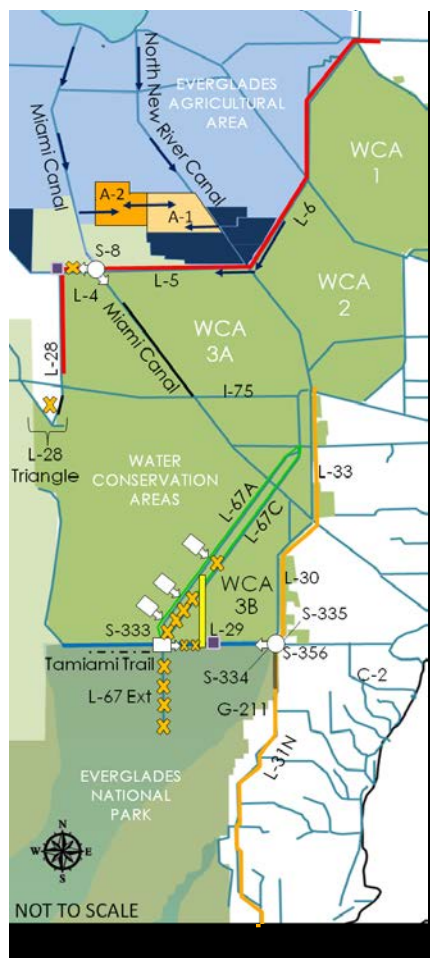 EVERGLADES
AGRICULTURAL
AREA
North New River Canal
Miami Canal
WCA
1
A-2
A-1
L-6
S-8
L-4
L-5
WCA
2
WCA
3A
Miami Canal
L-28
I-75
L-28
Triangle
WATER
CONSERVATION
AREAS
L-67A
L-67C
L-33
WCA
3B
L-30
S-333
L-29
S-335
S-356
Tamiami Trail
S-334
C-2
L-67 Ext
G-211
L-31N
EVERGLADES
NATIONAL
PARK
N
W
E
S
NOT TO SCALE